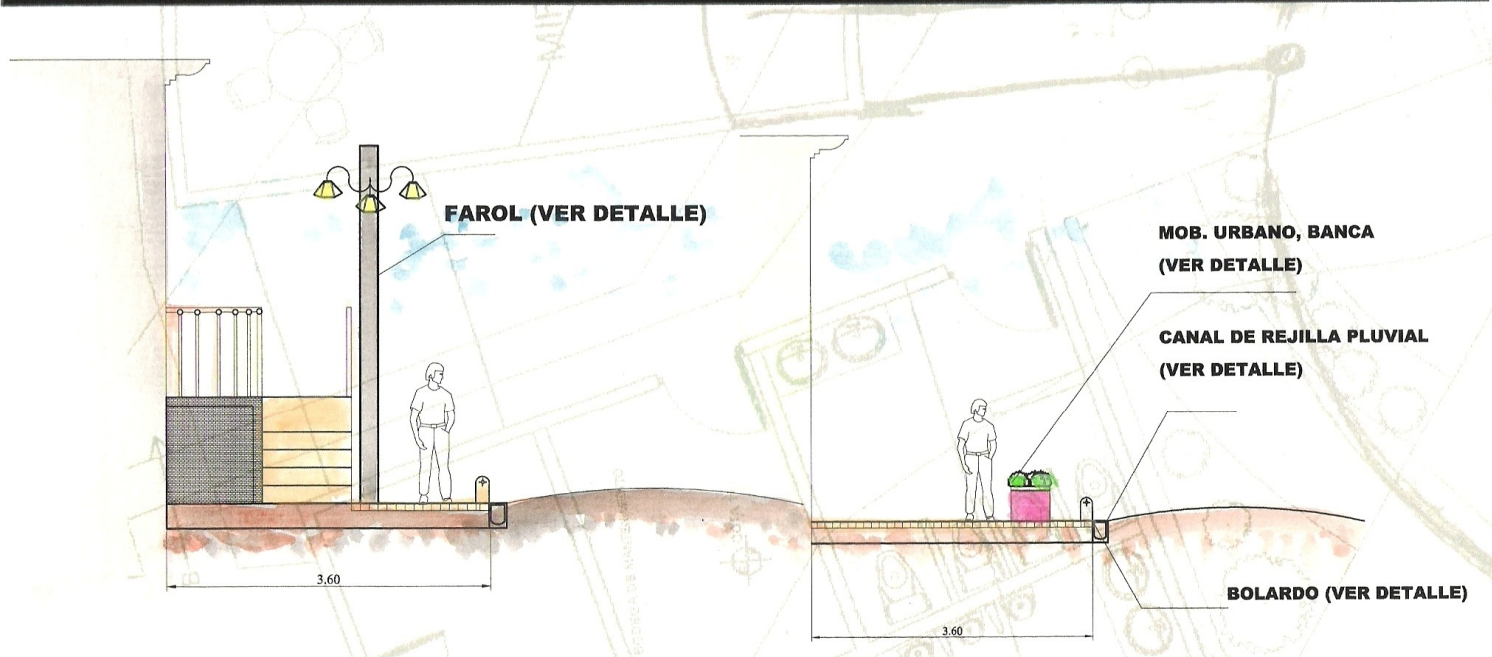 FAROL (VER DETALLE)
3.60
MOB. URBANO, BANCA
(VER DETALLE)
CANAL DE REJILLA PLUVIAL
(VER DETALLE)
BOLARDO (VER DETALLE)
3.60